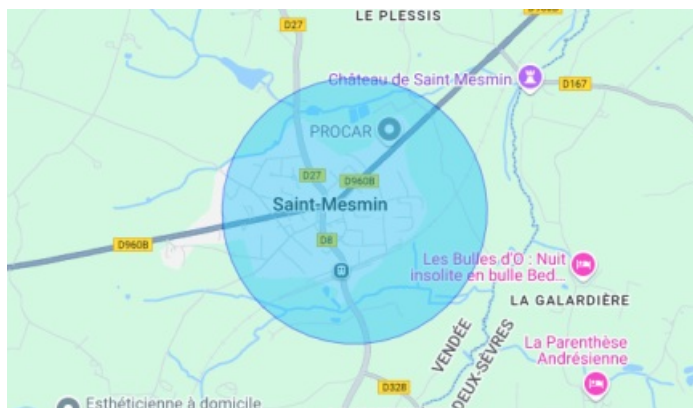 D27
LE PLESSIS
Château de Saint Mesmin
D167
PROCAR
D27
D960B
Saint-Mesmin
D960B
D8
Les Bulles d'O : Nuit
insolite en bulle Bed...
LA GALARDIÈRE
VENDÉE
DEUX-SÈVRES
La Parenthèse
Andrésienne
D328
Esthéticienne à domicile